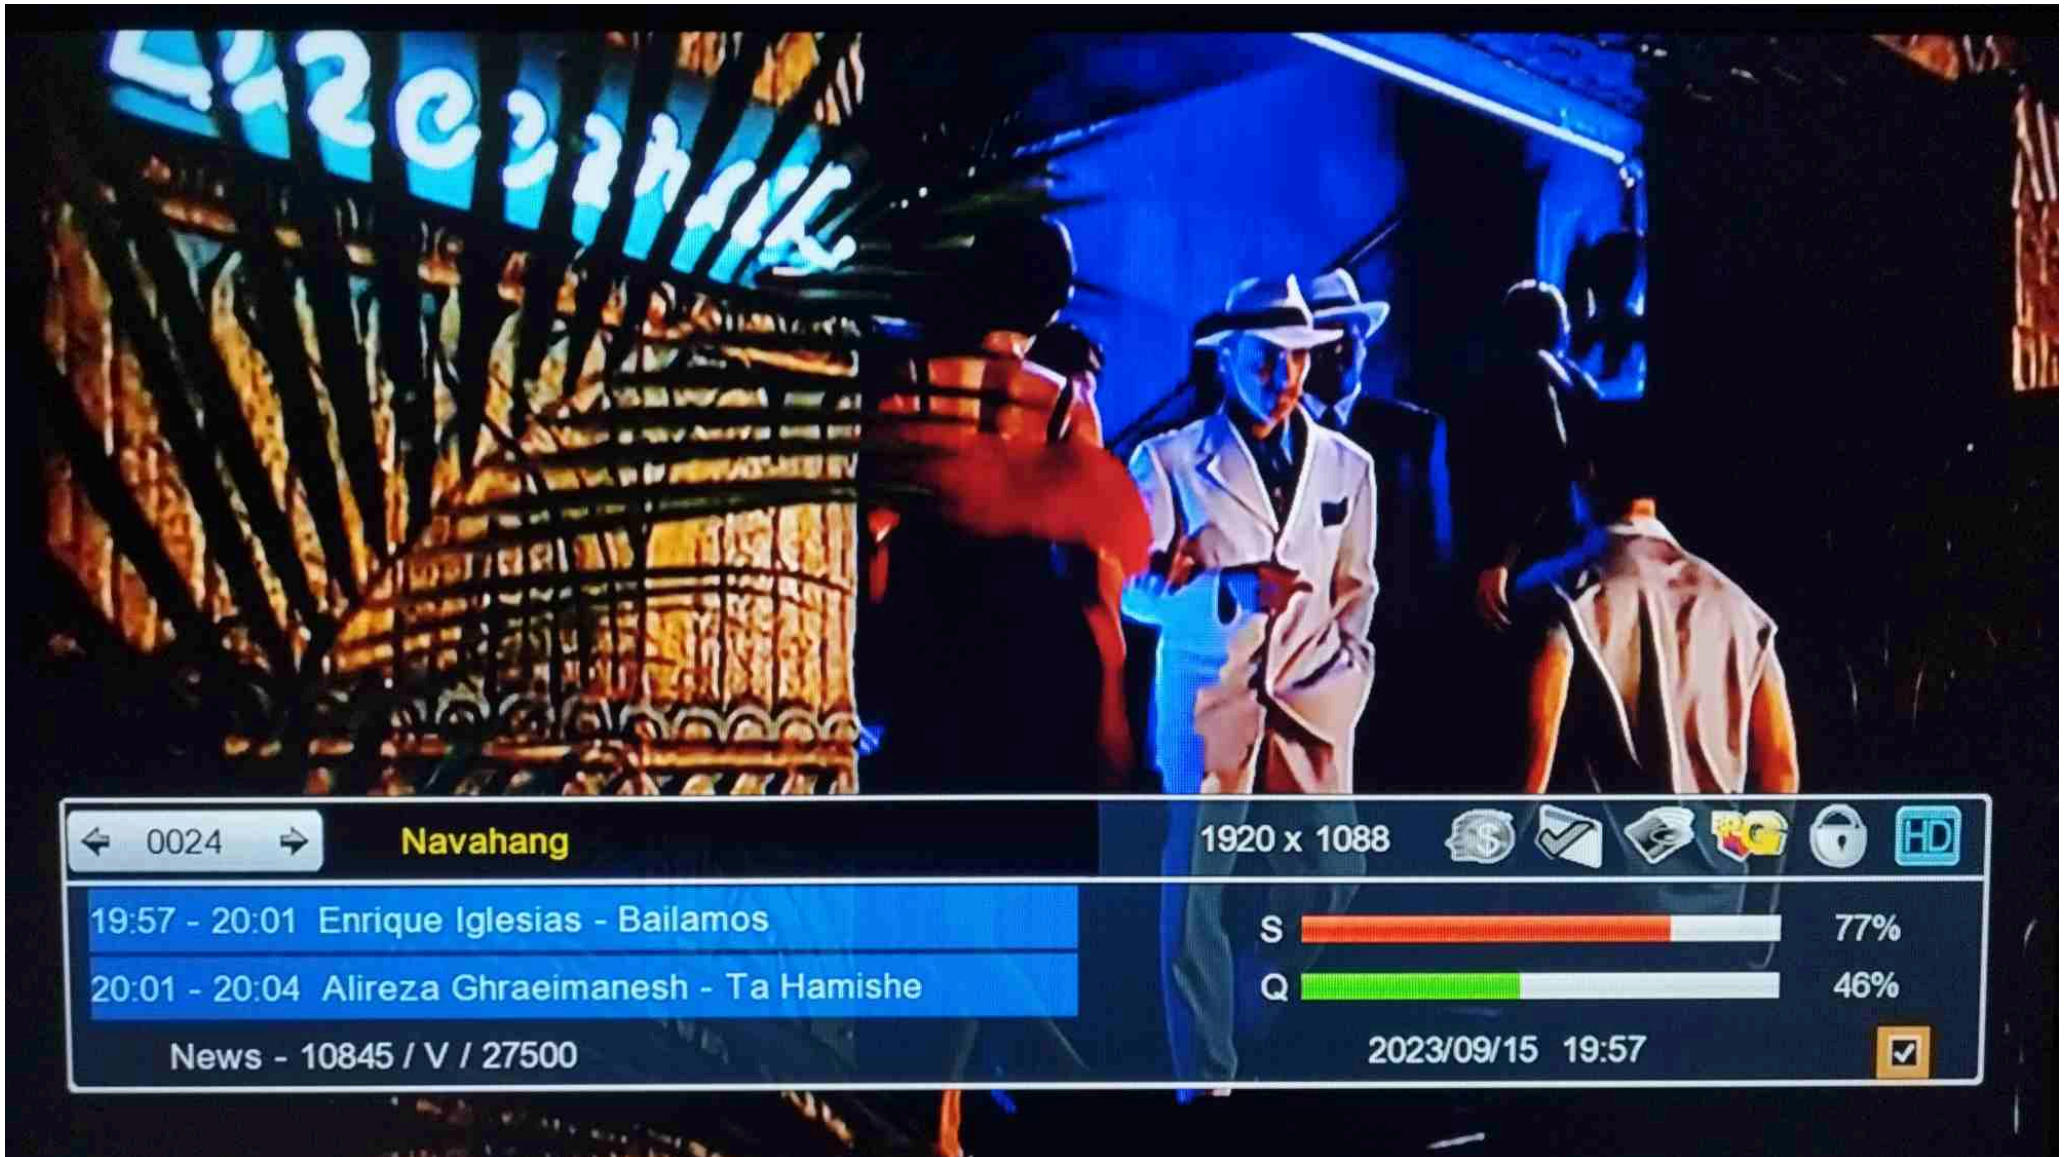 0024 Navahang 1920 x 1088 HD
19:57 - 20:01 Enrique Iglesias - Bailamos
S 77%
20:01 - 20:04 Alireza Ghraeimanesh - Ta Hamishe
Q 46%
News - 10845 / V / 27500
2023/09/15 19:57